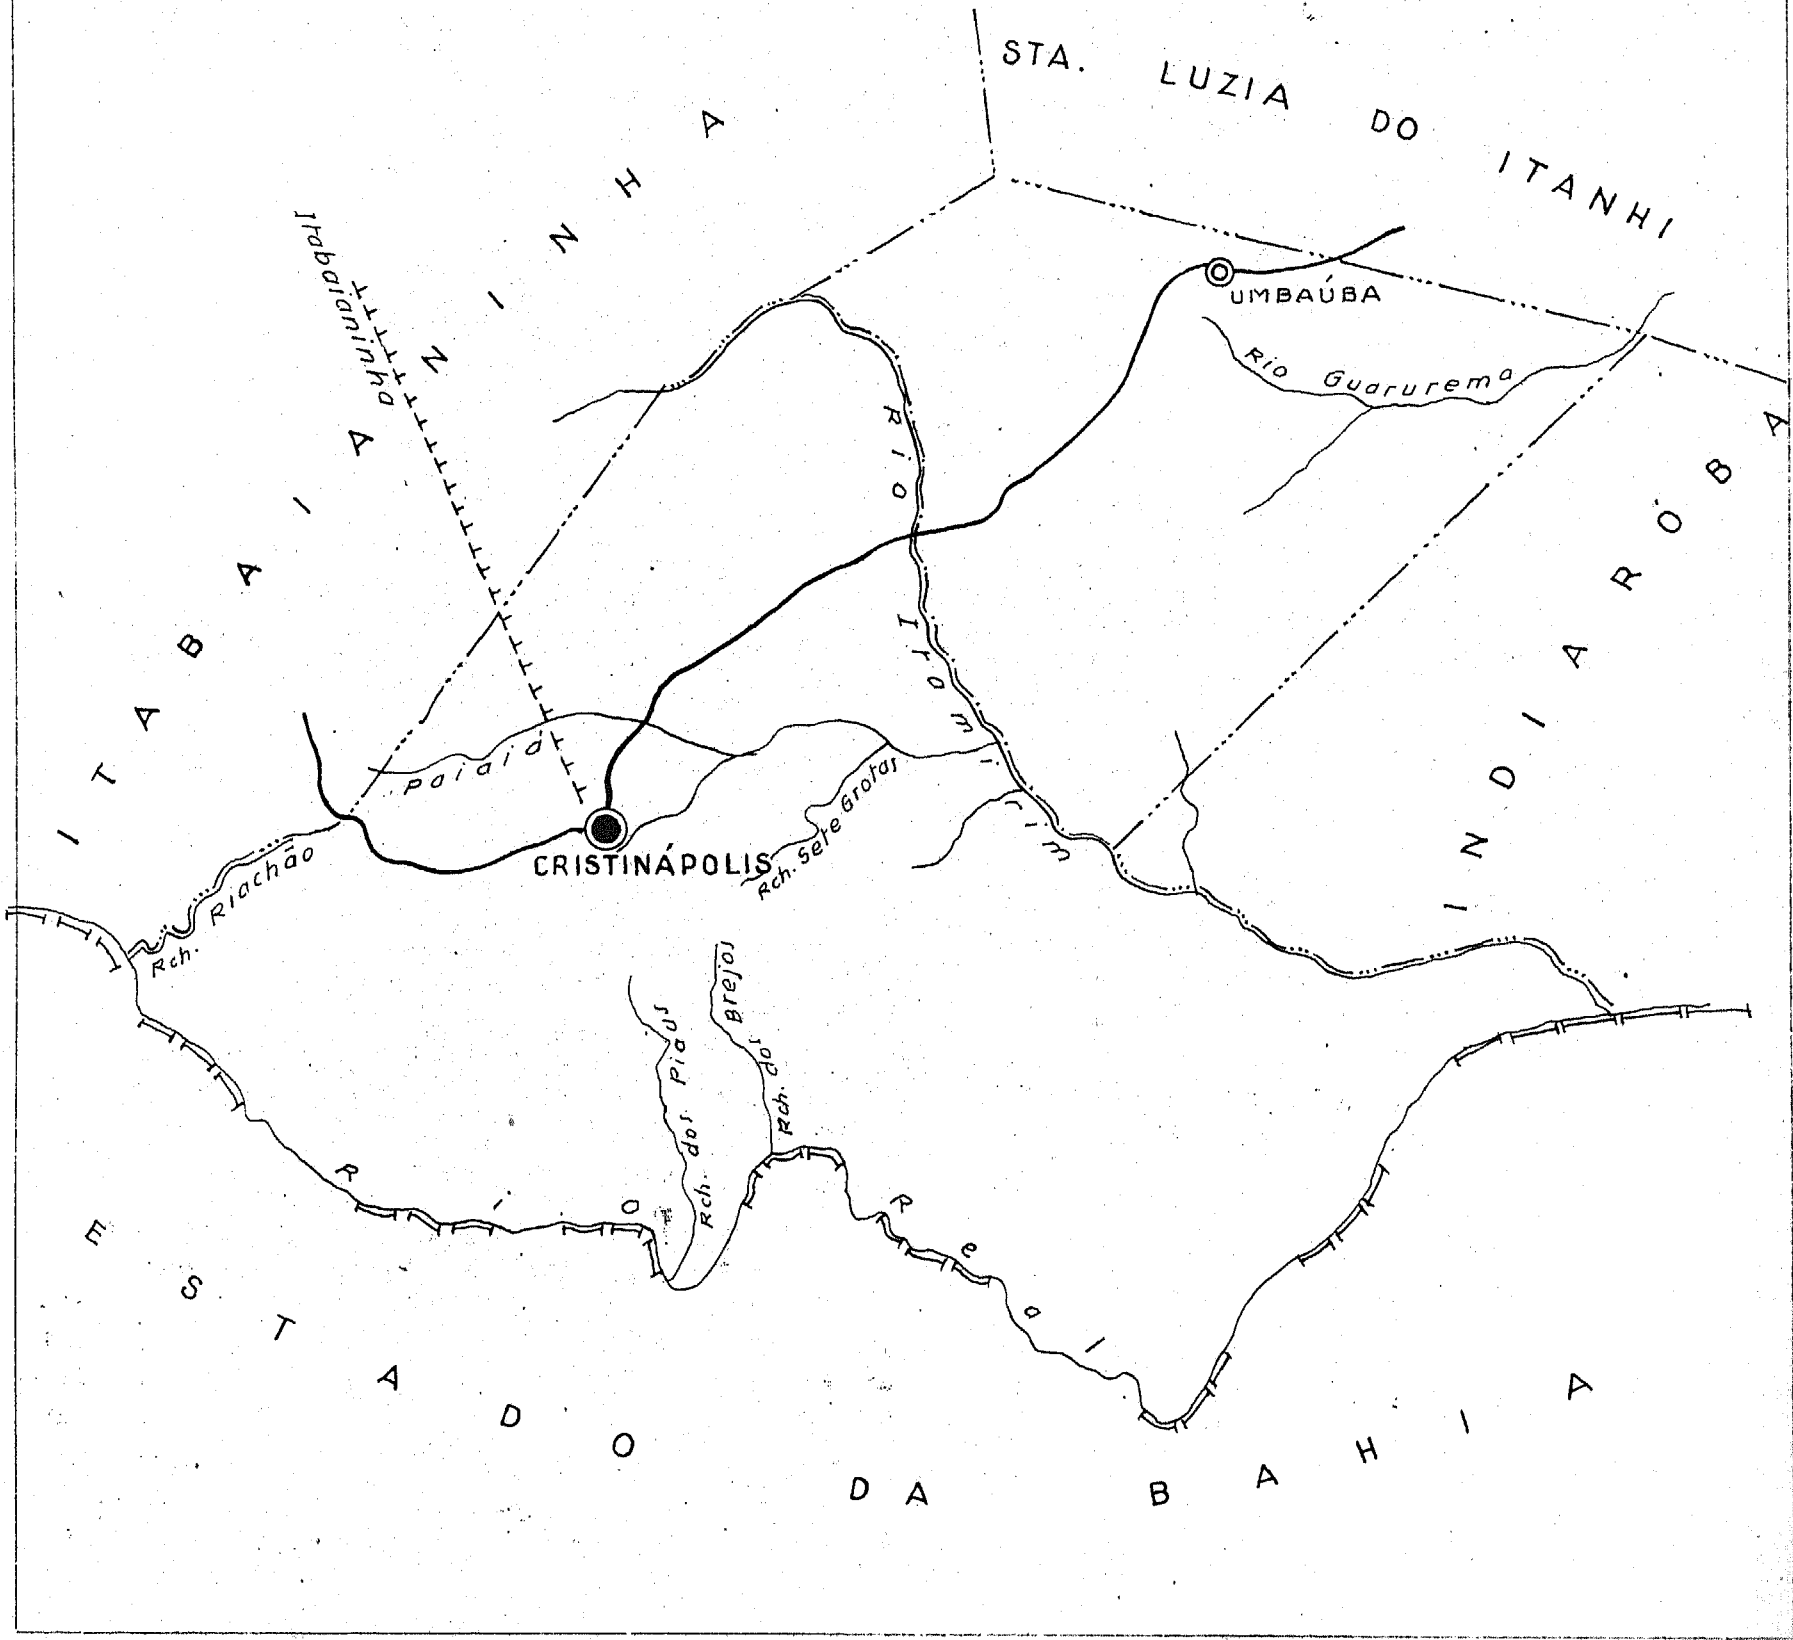 STA. LUZIA DO ITANHI
ITABAIANINHA
Itabaianinha
UMBAÚBA
Rio Guarurema
INDIARÓBA
Rio Itamirim
Paiaiá
CRISTINÁPOLIS
Rch. Sete Grotas
Rch. Riachão
Rch. dos Piaus
Rch. dos Brejos
Rio Real
ESTADO DA BAHIA